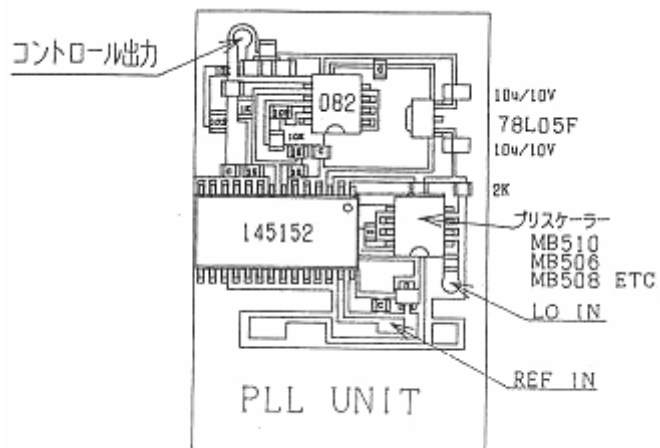 コントロール出力
082
10u/10V
78L05F
10u/10V
2K
145152
プリスケーラー
MB510
MB506
MB508 ETC
LO IN
REF IN
PLL UNIT